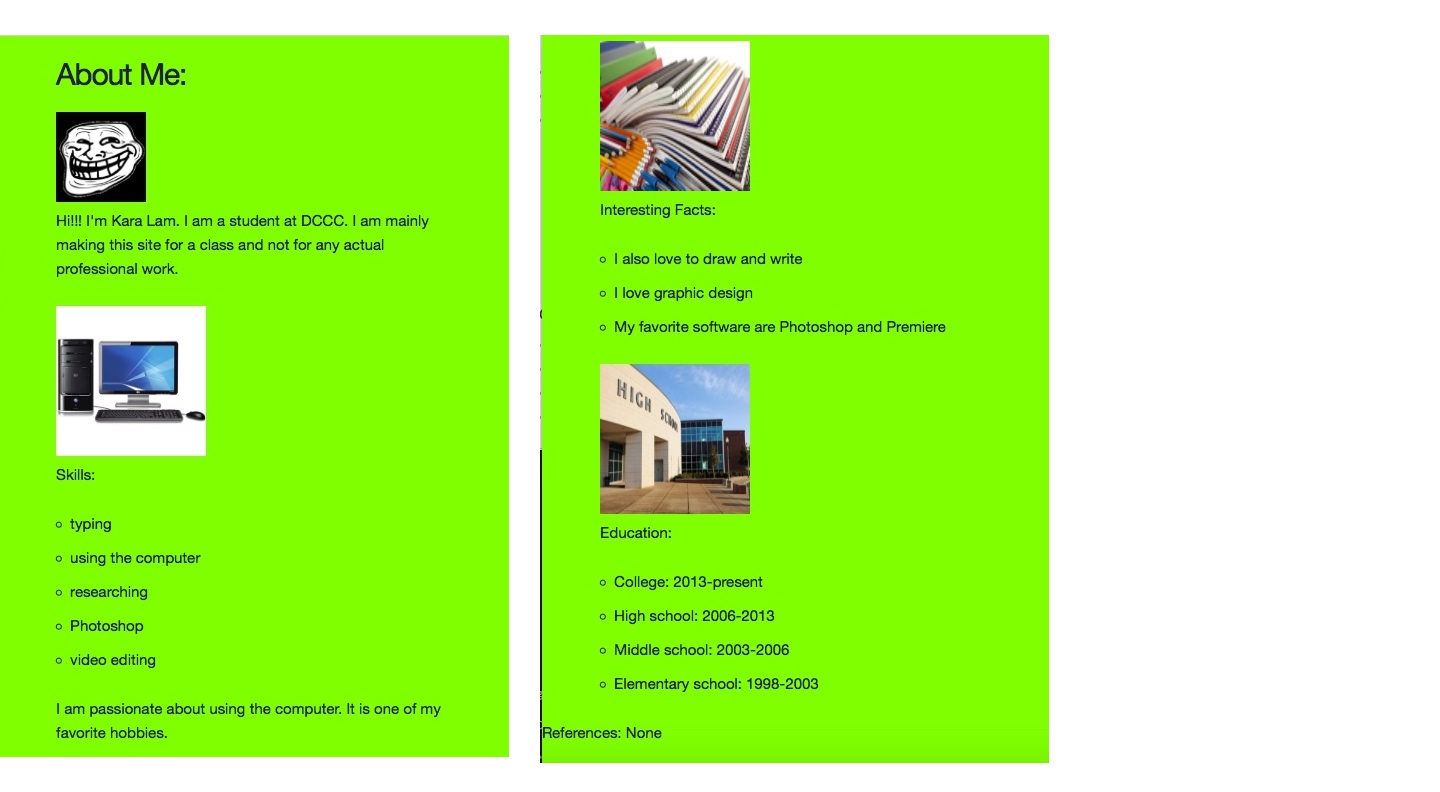 About Me:
Hi!!! I'm Kara Lam. I am a student at DCCC. I am mainly
making this site for a class and not for any actual
professional work.
Skills:
typing
using the computer
researching
Photoshop
video editing
I am passionate about using the computer. It is one of my
favorite hobbies.
Interesting Facts:
I also love to draw and write
I love graphic design
My favorite software are Photoshop and Premiere
HIGH SCHOOL
Education:
College: 2013-present
High school: 2006-2013
Middle school: 2003-2006
Elementary school: 1998-2003
References: None